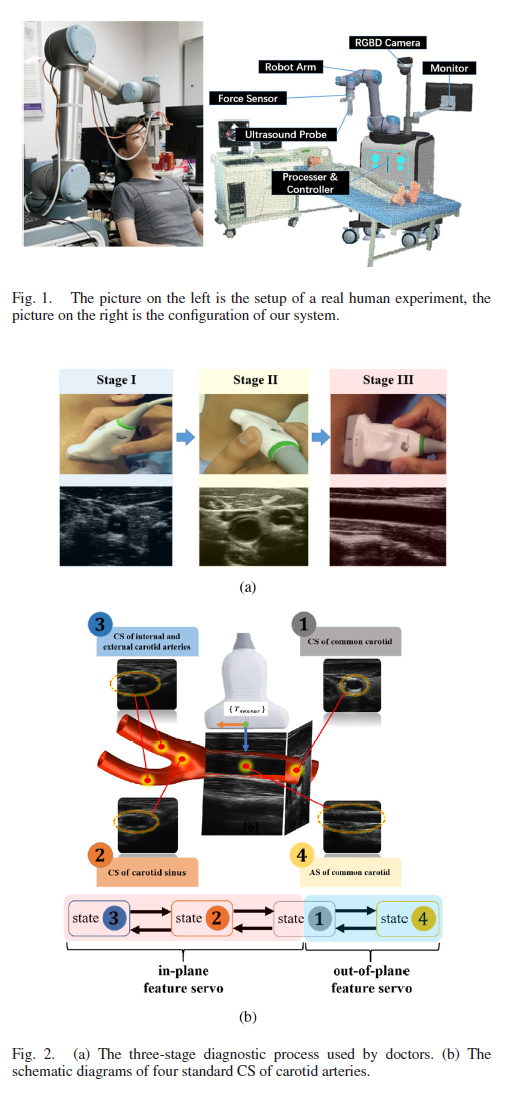 RGBD Camera
Robot Arm
Monitor
Force Sensor
Ultrasound Probe
Processer &
Controller
Fig. 1. The picture on the left is the setup of a real human experiment, the
picture on the right is the configuration of our system.
Stage I
Stage II
Stage III
(a)
3
CS of internal and
external carotid arteries
1
CS of common carotid
(c)
2
CS of carotid sinus
4
AS of common carotid
state 3
state 2
state 1
state 4
in-plane
feature servo
out-of-plane
feature servo
(b)
Fig. 2. (a) The three-stage diagnostic process used by doctors. (b) The
schematic diagrams of four standard CS of carotid arteries.